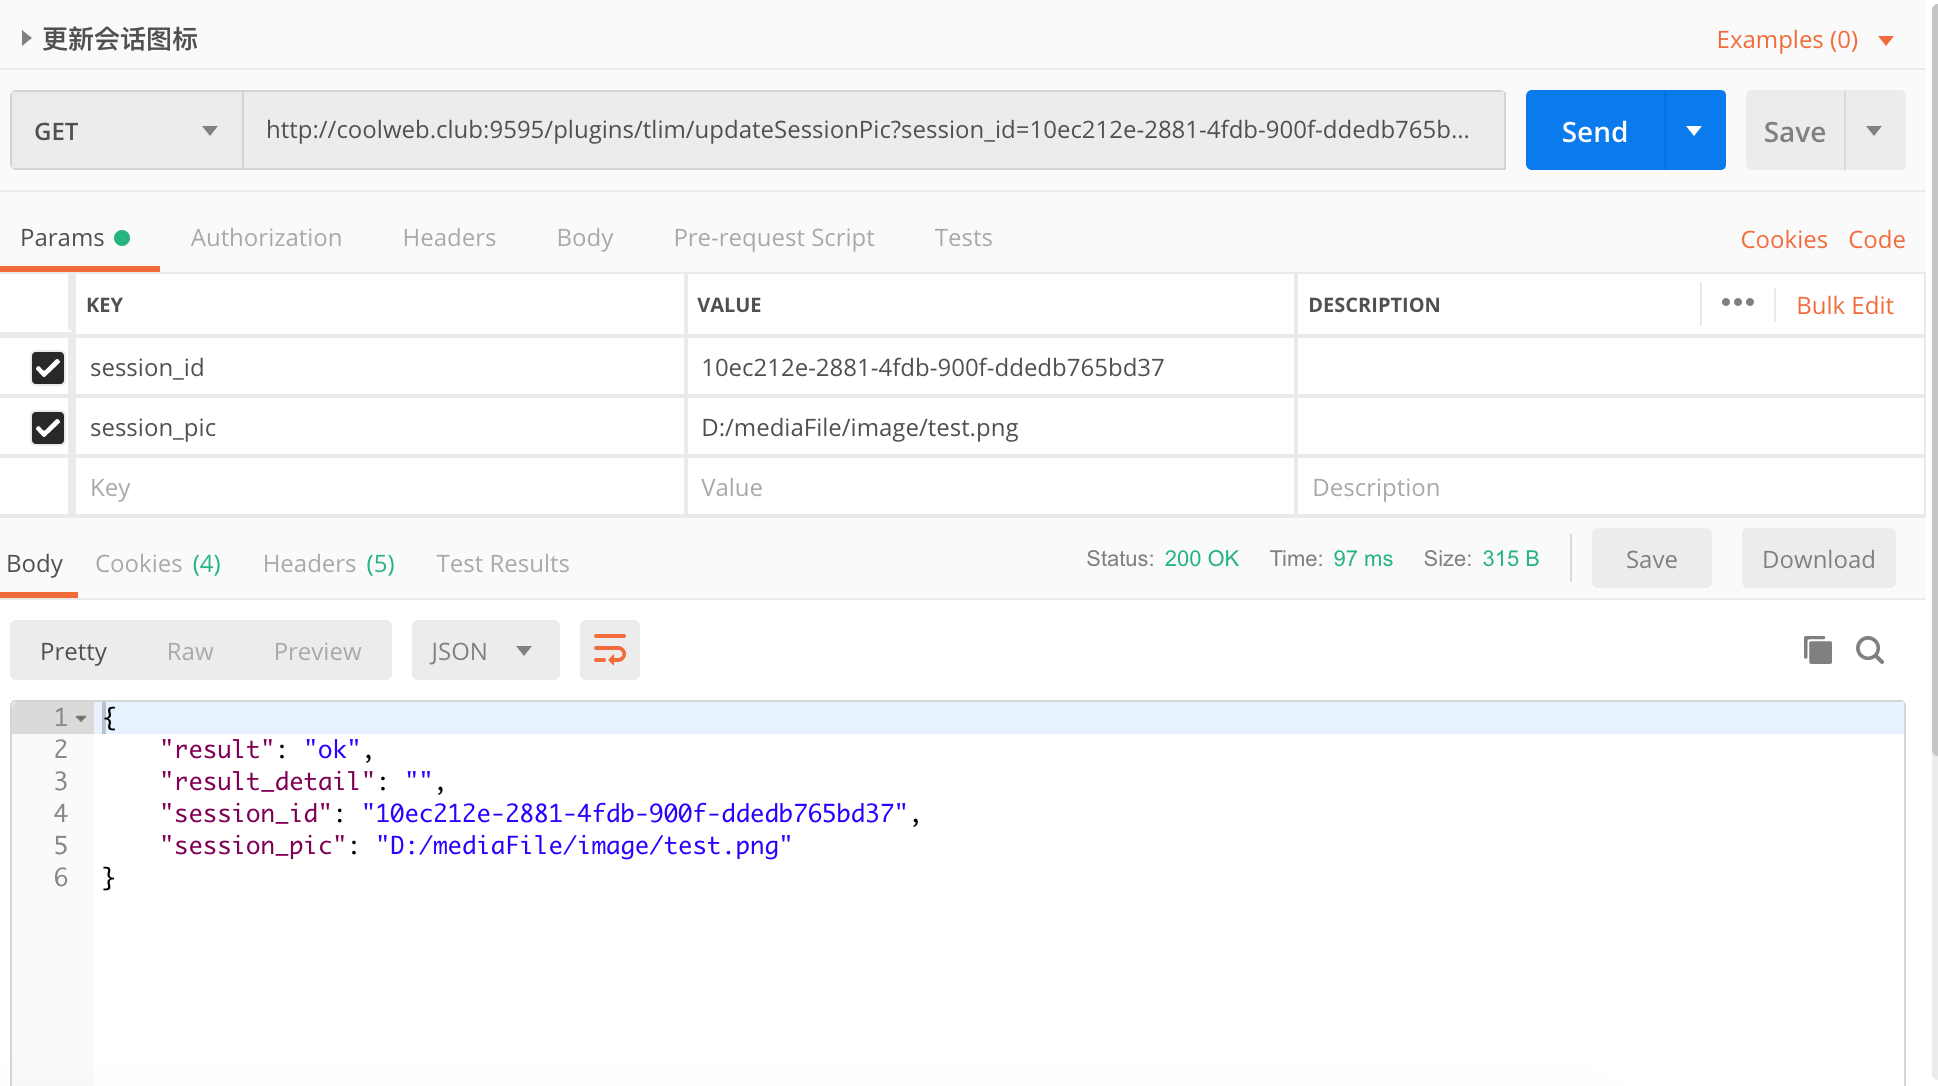 更新会话图标
Examples (0)
GET
http://coolweb.club:9595/plugins/tlim/updateSessionPic?session_id=10ec212e-2881-4fdb-900f-ddedb765b...
Send
Save
Params
Authorization
Headers
Body
Pre-request Script
Tests
Cookies
Code
KEY
VALUE
DESCRIPTION
Bulk Edit
session_id
10ec212e-2881-4fdb-900f-ddedb765bd37
session_pic
D:/mediaFile/image/test.png
Key
Value
Description
Body
Cookies (4)
Headers (5)
Test Results
Status: 200 OK
Time: 97 ms
Size: 315 B
Save
Download
Pretty
Raw
Preview
JSON
1 {
2 "result": "ok",
3 "result_detail": "",
4 "session_id": "10ec212e-2881-4fdb-900f-ddedb765bd37",
5 "session_pic": "D:/mediaFile/image/test.png"
6 }